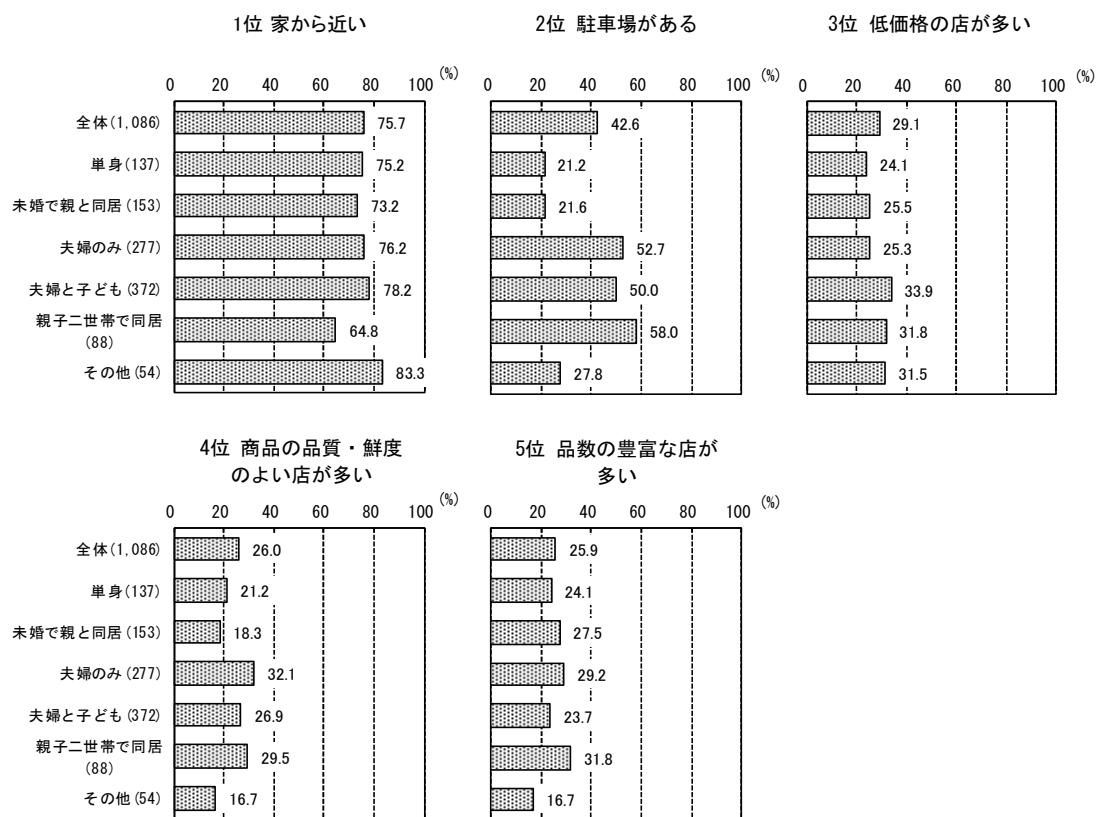 1位 家から近い
2位 駐車場がある
3位 低価格の店が多い
0 20 40 60 80 100 (%)
0 20 40 60 80 100 (%)
0 20 40 60 80 100 (%)
全体(1,086) 75.7 42.6 29.1
単身(137) 75.2 21.2 24.1
未婚で親と同居(153) 73.2 21.6 25.5
夫婦のみ(277) 76.2 52.7 25.3
夫婦と子ども(372) 78.2 50.0 33.9
親子二世帯で同居
(88) 64.8 58.0 31.8
その他(54) 83.3 27.8 31.5
4位 商品の品質・鮮度
のよい店が多い
5位 品数の豊富な店が
多い
0 20 40 60 80 100 (%)
0 20 40 60 80 100 (%)
全体(1,086) 26.0 25.9
単身(137) 21.2 24.1
未婚で親と同居(153) 18.3 27.5
夫婦のみ(277) 32.1 29.2
夫婦と子ども(372) 26.9 23.7
親子二世帯で同居
(88) 29.5 31.8
その他(54) 16.7 16.7